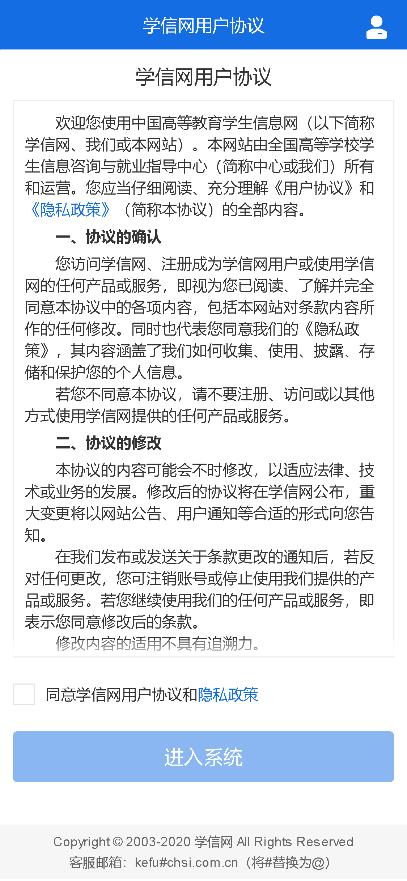 学信网用户协议
学信网用户协议
欢迎您使用中国高等教育学生信息网（以下简称
学信网、我们或本网站）。本网站由全国高等学校学
生信息咨询与就业指导中心（简称中心或我们）所有
和运营。您应当仔细阅读、充分理解《用户协议》和
《隐私政策》（简称本协议）的全部内容。
一、协议的确认
您访问学信网、注册成为学信网用户或使用学信
网的任何产品或服务，即视为您已阅读、了解并完全
同意本协议中的各项内容，包括本网站对条款内容所
作的任何修改。同时也代表您同意我们的《隐私政
策》，其内容涵盖了我们如何收集、使用、披露、存
储和保护您的个人信息。
若您不同意本协议，请不要注册、访问或以其他
方式使用学信网提供的任何产品或服务。
二、协议的修改
本协议的内容可能会不时修改，以适应法律、技
术或业务的发展。修改后的协议将在学信网公布，重
大变更将以网站公告、用户通知等合适的形式向您告
知。
在我们发布或发送关于条款更改的通知后，若反
对任何更改，您可注销账号或停止使用我们提供的产
品或服务。若您继续使用我们的任何产品或服务，即
表示您同意修改后的条款。
修改内容的适用不具有追溯力。
同意学信网用户协议和隐私政策
进入系统
Copyright © 2003-2020 学信网 All Rights Reserved
客服邮箱：kefu#chsi.com.cn（将#替换为@）